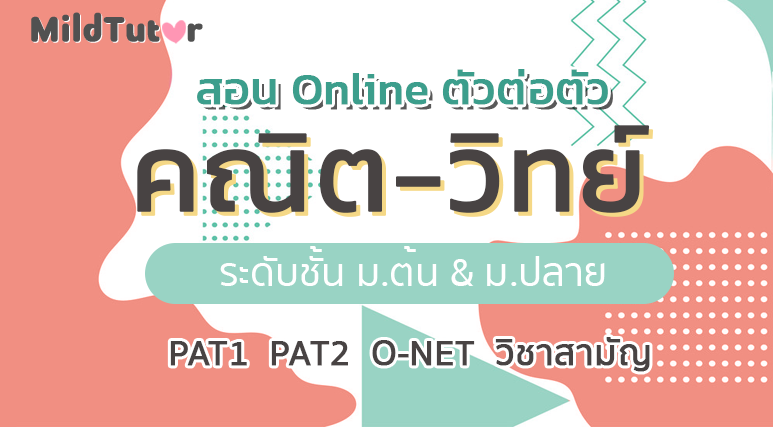 MildTutor
สอน Online ตัวต่อตัว
คณิต-วิทย์
ระดับชั้น ม.ต้น & ม.ปลาย
PAT1 PAT2 O-NET วิชาสามัญ